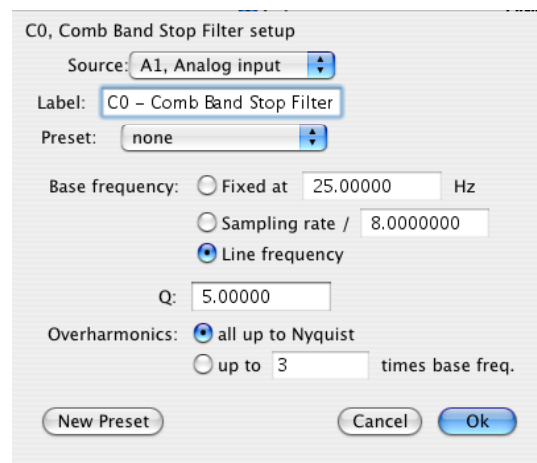 C0, Comb Band Stop Filter setup
Source: A1, Analog input
Label: C0 – Comb Band Stop Filter
Preset: none
Base frequency: Fixed at 25.00000 Hz
Sampling rate / 8.0000000
Line frequency
Q: 5.00000
Overharmonics: all up to Nyquist
up to 3 times base freq.
New Preset Cancel Ok